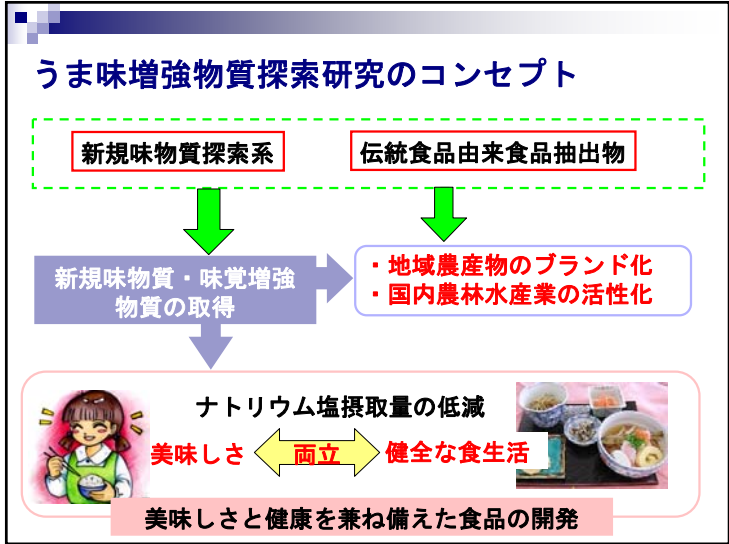 うま味増強物質探索研究のコンセプト
新規味物質探索系
伝統食品由来食品抽出物
新規味物質・味覚増強
物質の取得
・地域農産物のブランド化
・国内農林水産業の活性化
ナトリウム塩摂取量の低減
美味しさ
両立
健全な食生活
美味しさと健康を兼ね備えた食品の開発